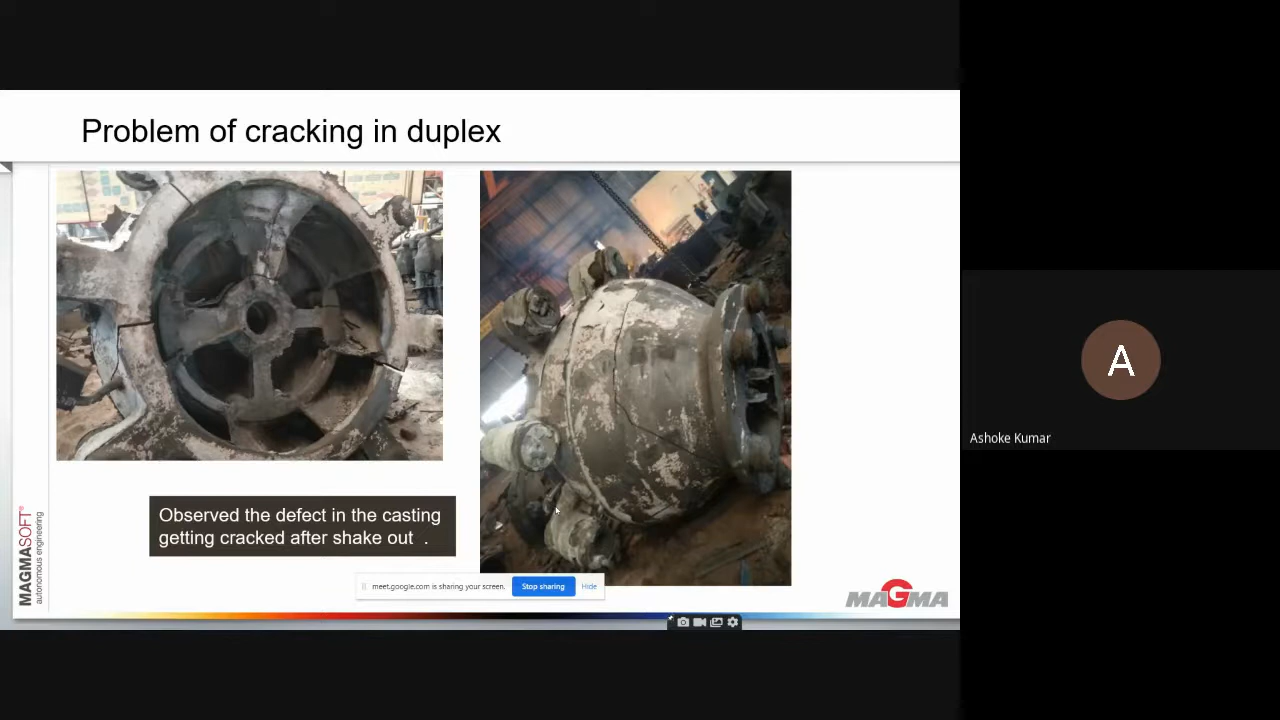 Problem of cracking in duplex
Observed the defect in the casting
getting cracked after shake out .
MAGMASOFT®
autonomous engineering
meet.google.com is sharing your screen.
Stop sharing
Hide
MAGMA
A
Ashoke Kumar